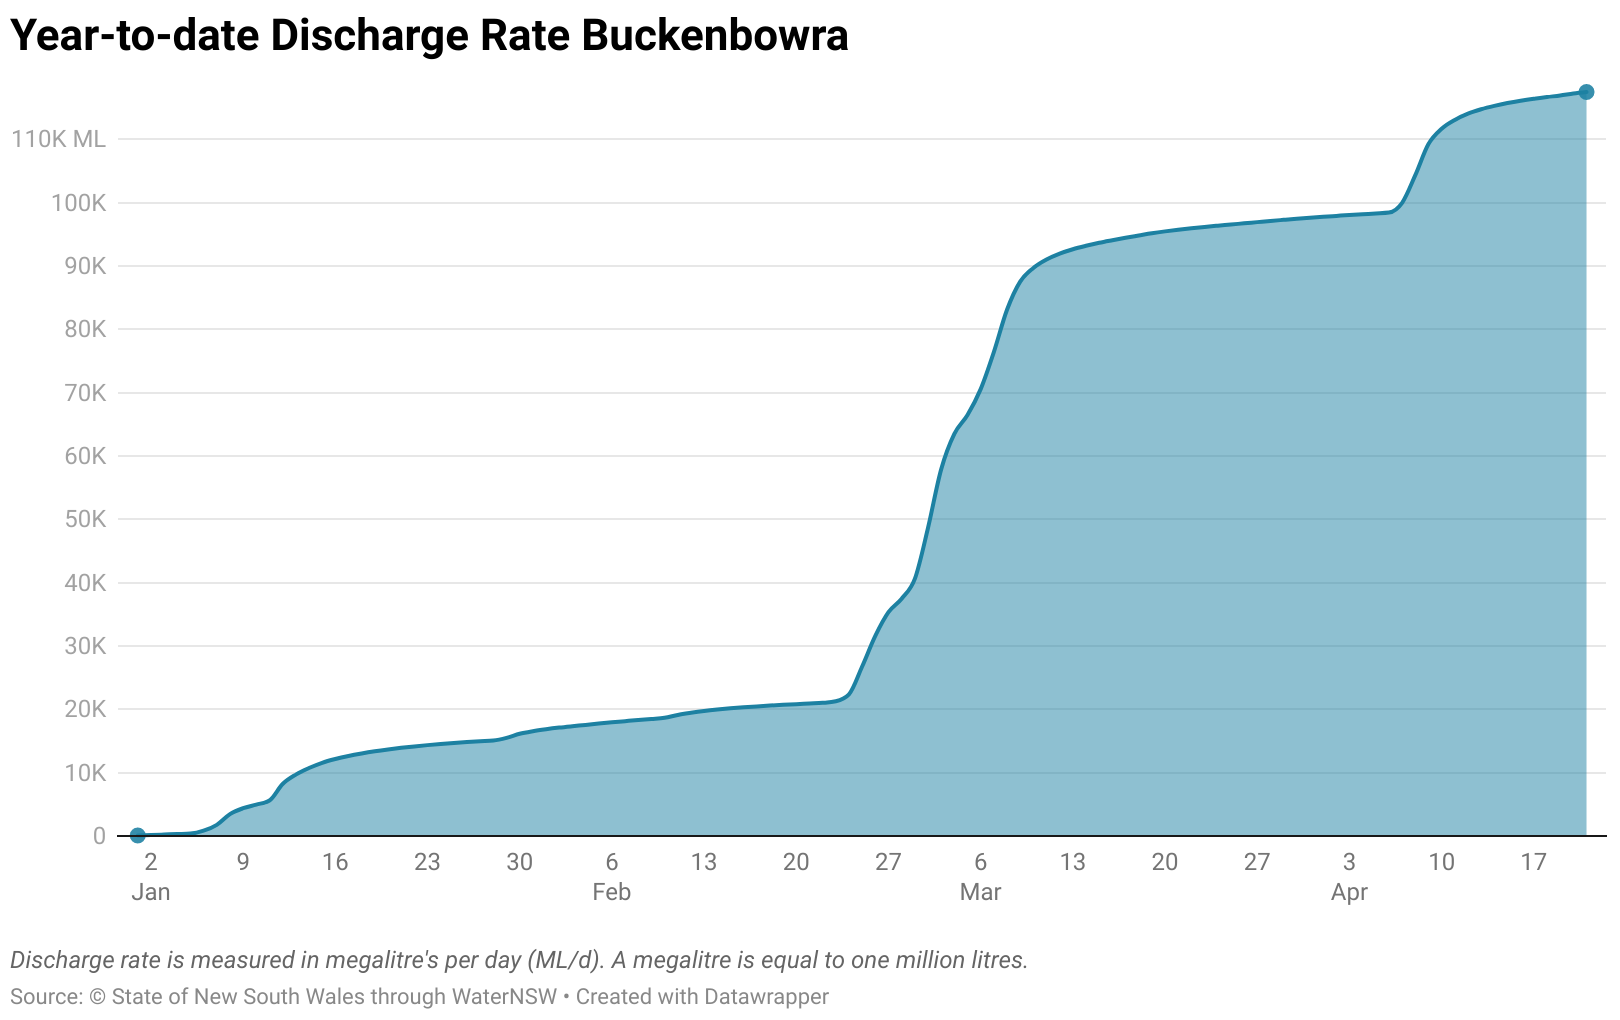 Year-to-date Discharge Rate Buckenbowra
110K ML
100K
90K
80K
70K
60K
50K
40K
30K
20K
10K
0
2 9 16 23 30 6 13 20 27 6 13 20 27 3 10 17
Jan Feb Mar Apr
Discharge rate is measured in megalitre's per day (ML/d). A megalitre is equal to one million litres.
Source: © State of New South Wales through WaterNSW • Created with Datawrapper